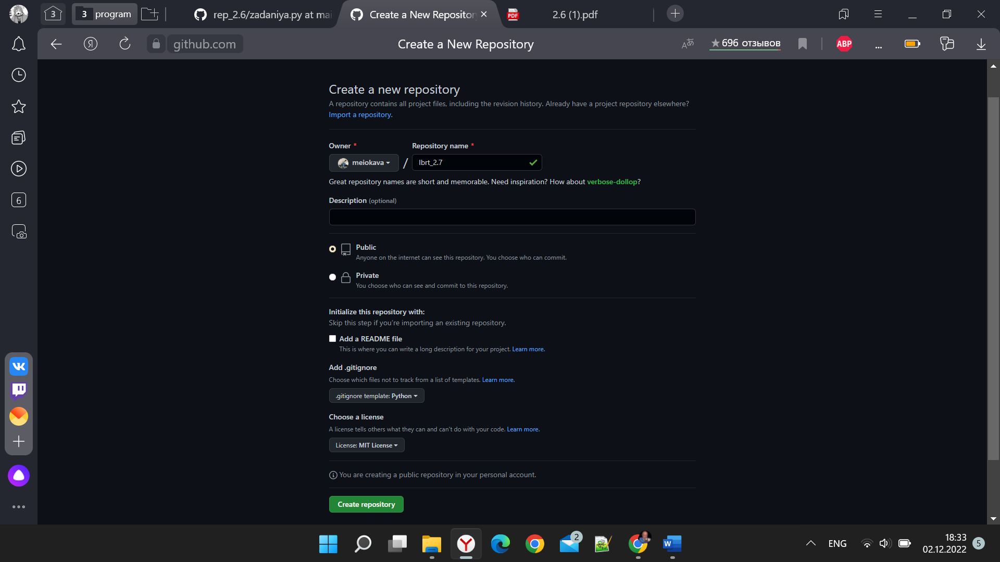 3
3 program
rep_2.6/zadaniya.py at mai
Create a New Repositor
PDF
2.6 (1).pdf
Я
github.com
Create a New Repository
★696 отзывов
ABP
...
Create a new repository
A repository contains all project files, including the revision history. Already have a project repository elsewhere?
Import a repository.
Owner *
Repository name *
meiokava
/
lbrt_2.7
Great repository names are short and memorable. Need inspiration? How about verbose-dollop?
Description (optional)
6
Public
Anyone on the internet can see this repository. You choose who can commit.
Private
You choose who can see and commit to this repository.
Initialize this repository with:
Skip this step if you're importing an existing repository.
Add a README file
This is where you can write a long description for your project. Learn more.
Add .gitignore
Choose which files not to track from a list of templates. Learn more.
.gitignore template: Python
Choose a license
A license tells others what they can and can't do with your code. Learn more.
License: MIT License
You are creating a public repository in your personal account.
Create repository
2
W
ENG
18:33
02.12.2022
5